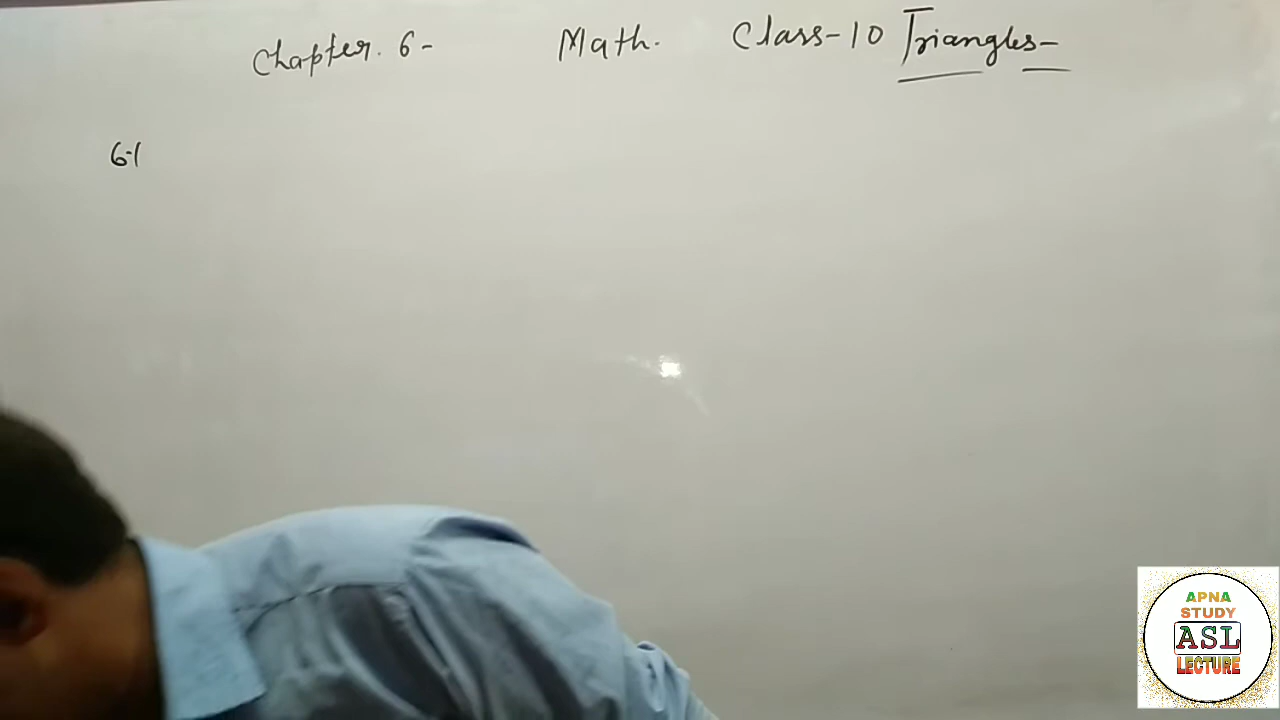 Chapter. 6- Math. Class-10 Triangles-
6.1
APNA
STUDY
ASL
LECTURE